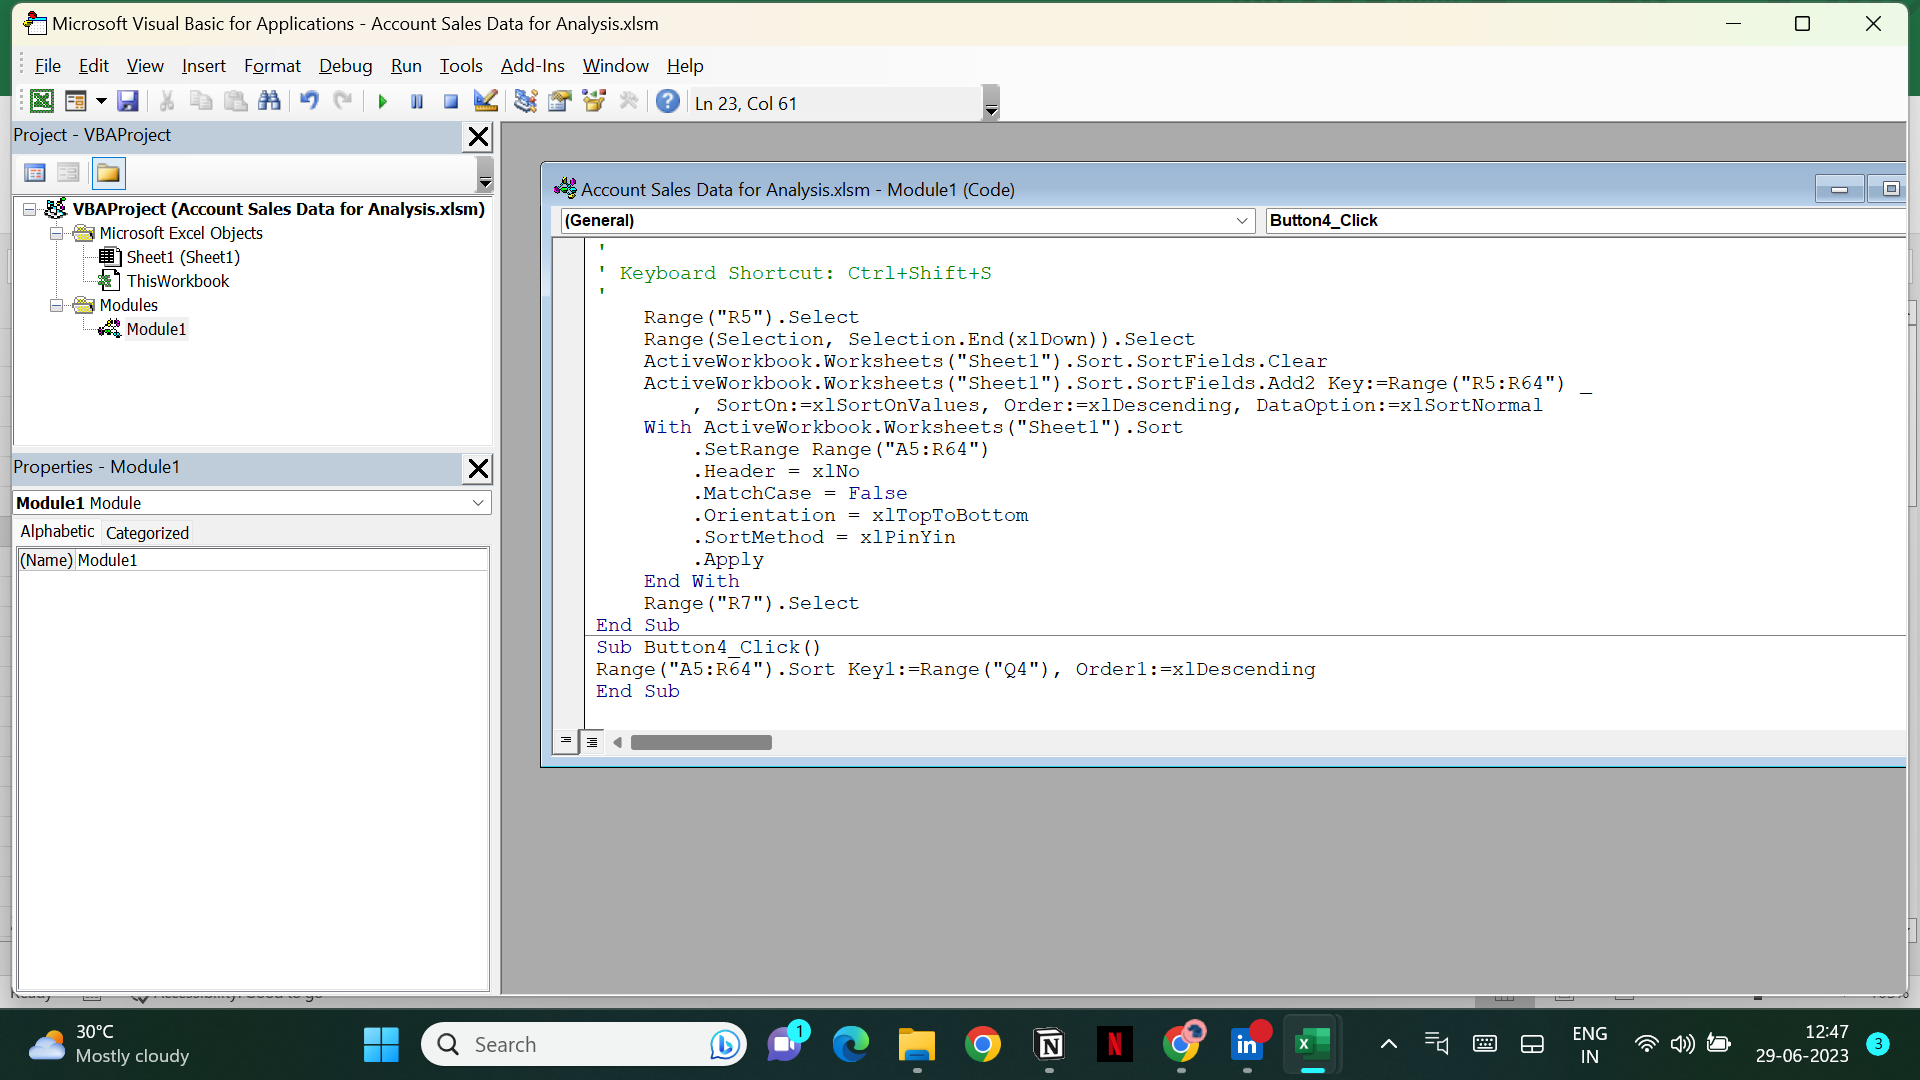 Microsoft Visual Basic for Applications - Account Sales Data for Analysis.xlsm
File Edit View Insert Format Debug Run Tools Add-Ins Window Help
Ln 23, Col 61
Project - VBAProject
VBAProject (Account Sales Data for Analysis.xlsm)
Microsoft Excel Objects
Sheet1 (Sheet1)
ThisWorkbook
Modules
Module1
Properties - Module1
Module1 Module
Alphabetic Categorized
(Name) Module1
Account Sales Data for Analysis.xlsm - Module1 (Code)
(General) Button4_Click
'
' Keyboard Shortcut: Ctrl+Shift+S
'
Range("R5").Select
Range(Selection, Selection.End(xlDown)).Select
ActiveWorkbook.Worksheets("Sheet1").Sort.SortFields.Clear
ActiveWorkbook.Worksheets("Sheet1").Sort.SortFields.Add2 Key:=Range("R5:R64") _
, SortOn:=xlSortOnValues, Order:=xlDescending, DataOption:=xlSortNormal
With ActiveWorkbook.Worksheets("Sheet1").Sort
.SetRange Range("A5:R64")
.Header = xlNo
.MatchCase = False
.Orientation = xlTopToBottom
.SortMethod = xlPinYin
.Apply
End With
Range("R7").Select
End Sub
Sub Button4_Click()
Range("A5:R64").Sort Key1:=Range("Q4"), Order1:=xlDescending
End Sub
30°C
Mostly cloudy
Search
1
ENG
IN
12:47
29-06-2023
3